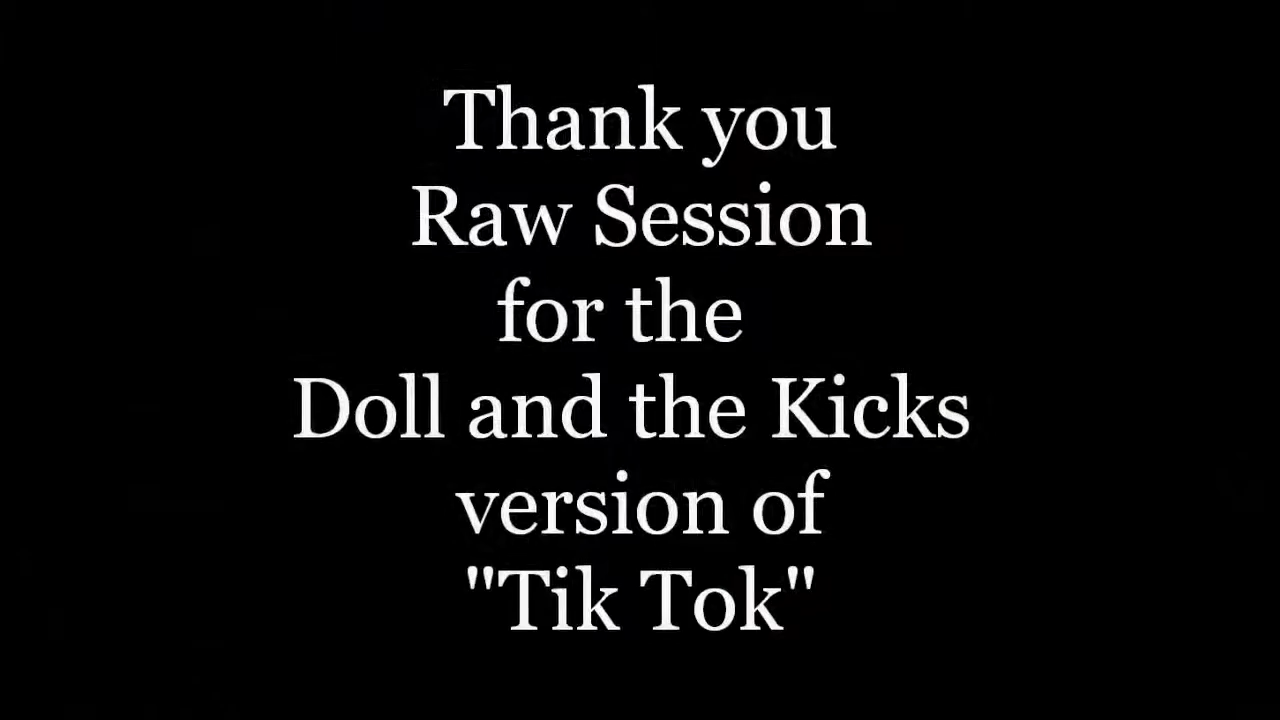 Thank you
Raw Session
for the
Doll and the Kicks
version of
"Tik Tok"